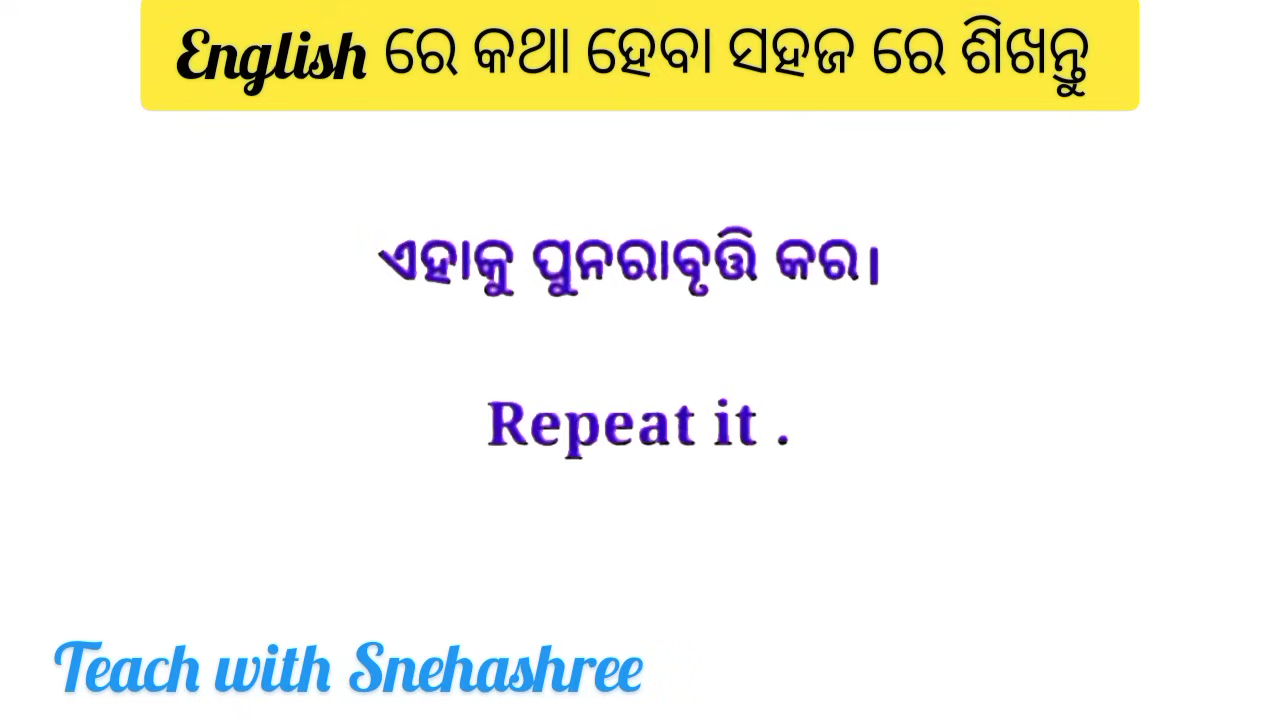 English ରେ କଥା ହେବା ସହଜ ରେ ଶିଖନ୍ତୁ
ଏହାକୁ ପୁନରାବୃତ୍ତି କର।
Repeat it .
Teach with Snehashree